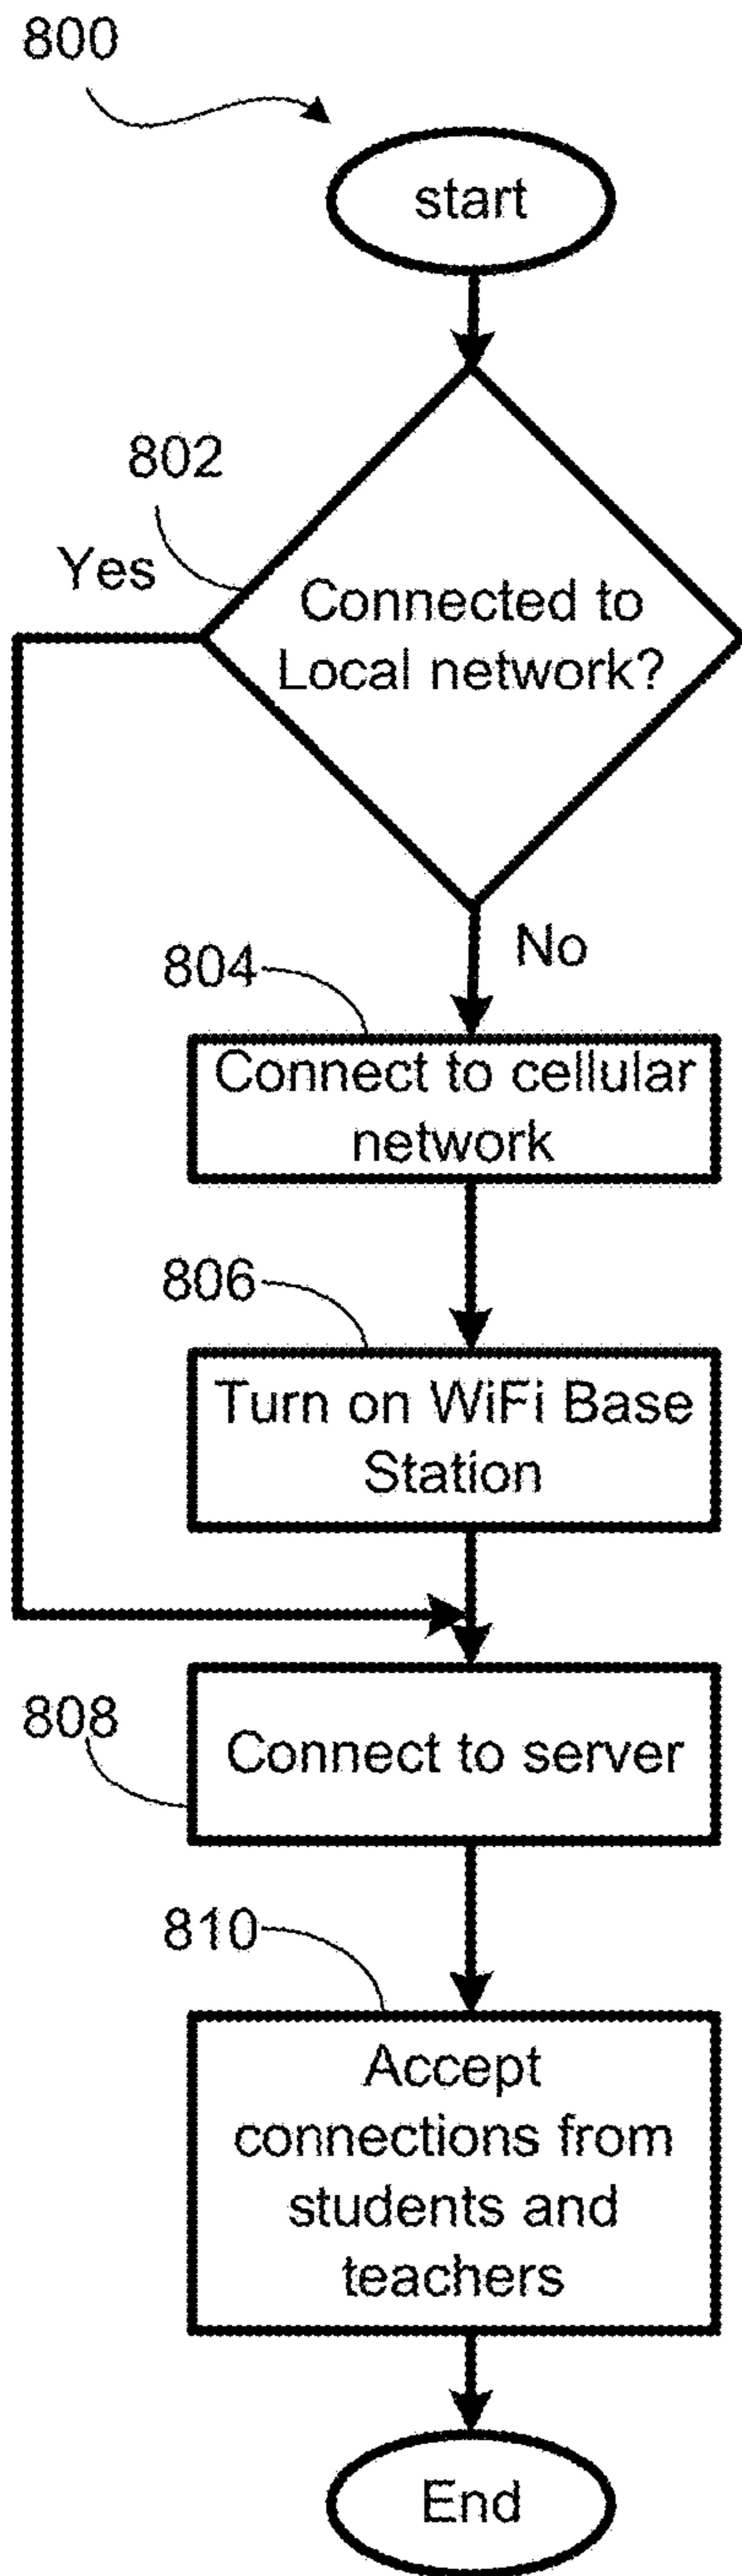 800
start
802
Yes
Connected to
Local network?
No
804
Connect to cellular
network
806
Turn on WiFi Base
Station
808
Connect to server
810
Accept
connections from
students and
teachers
End